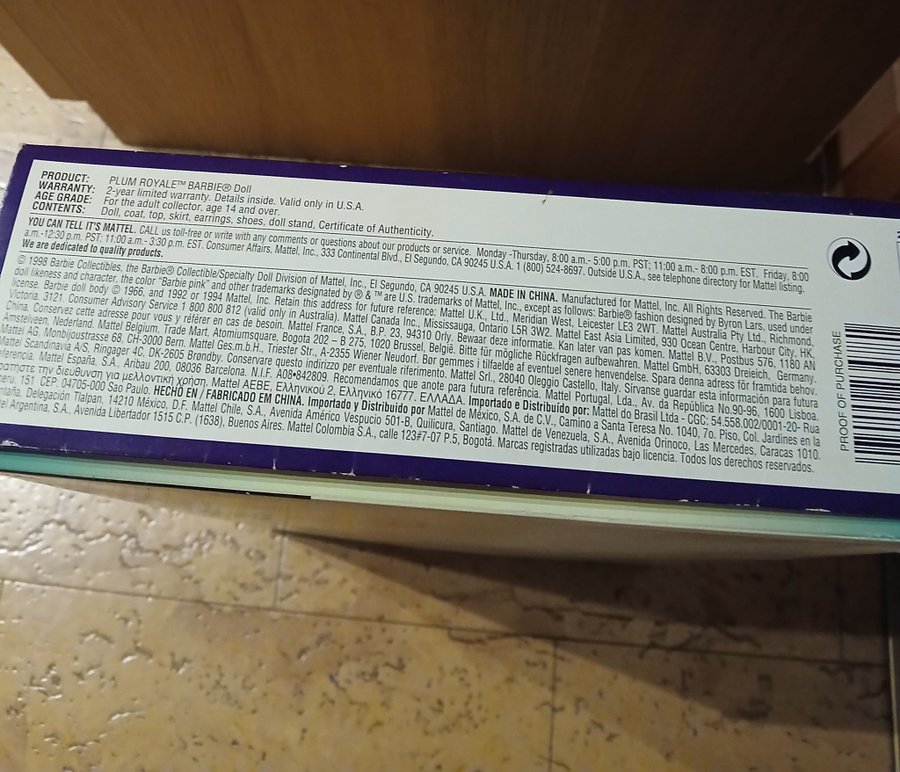 PRODUCT: PLUM ROYALE™ BARBIE® Doll
WARRANTY: 2-year limited warranty. Details inside. Valid only in U.S.A.
AGE GRADE: For the adult collector, age 14 and over.
CONTENTS: Doll, coat, top, skirt, earrings, shoes, doll stand, Certificate of Authenticity.
YOU CAN TELL IT'S MATTEL. CALL us toll-free or write with any comments or questions about our products or service. Monday -Thursday, 8:00 a.m.- 5:00 p.m. PST; 11:00 a.m.- 8:00 p.m. EST. Friday, 8:00
a.m.-12:30 p.m. PST; 11:00 a.m.- 3:30 p.m. EST. Consumer Affairs, Mattel, Inc., 333 Continental Blvd., El Segundo, CA 90245 U.S.A. 1 (800) 524-8697. Outside U.S.A., see telephone directory for Mattel listing.
We are dedicated to quality products.
© 1998 Barbie Collectibles, the Barbie® Collectible/Specialty Doll Division of Mattel, Inc., El Segundo, CA 90245 U.S.A. MADE IN CHINA. Manufactured for Mattel, Inc. All Rights Reserved. The Barbie
doll likeness and character, the color "Barbie pink" and other trademarks designated by ® & ™ are U.S. trademarks of Mattel, Inc., except as follows: Barbie® fashion designed by Byron Lars, used under
license. Barbie doll body © 1966, and 1992 or 1994 Mattel, Inc. Retain this address for future reference: Mattel U.K., Ltd., Meridian West, Leicester LE3 2WT. Mattel Australia Pty Ltd., Richmond,
Victoria. 3121. Consumer Advisory Service 1 800 800 812 (valid only in Australia). Mattel Canada Inc., Mississauga, Ontario L5R 3W2. Mattel East Asia Limited, 930 Ocean Centre, Harbour City, HK,
China. Conservez cette adresse pour vous y référer en cas de besoin. Mattel France, S.A., B.P. 23, 94310 Orly. Bewaar deze informatie. Kan later van pas komen. Mattel B.V., Postbus 576, 1180 AN
Amstelveen, Nederland. Mattel Belgium, Trade Mart, Atomiumsquare, Bogota 202 – B 275, 1020 Brussel, België. Bitte für mögliche Rückfragen aufbewahren. Mattel GmbH, 63303 Dreieich, Germany.
Mattel AG, Monbijoustrasse 68, CH-3000 Bern. Mattel Ges.m.b.H., Triester Str., A-2355 Wiener Neudorf. Bør gemmes i tilfælde af eventuel senere henvendelse. Spara denna adress för framtida behov.
Mattel Scandinavia A/S, Ringager 4C, DK-2605 Brøndby. Conservare questo indirizzo per eventuale riferimento. Mattel Srl., 28040 Oleggio Castello, Italy. Sírvanse guardar esta información para futura
referencia. Mattel España, S.A., Anbau 200, 08036 Barcelona. N.I.F. A08•842809. Recomendamos que anote para futura referência. Mattel Portugal, Lda., Av. da República No.90-96, 1600 Lisboa.
την διεύθυνση για μελλοντική χρήση. Mattel AEBE, Ελληνικού 2, Ελληνικό 16777. ΕΛΛΑΔΑ. Importado e Distribuido por: Mattel do Brasil Ltda - CGC: 54.558.002/0001-20- Rua
151 CEP. 04705-000 Sao Paulo. HECHO EN / FABRICADO EM CHINA. Importado y Distribuido por Mattel de México, S.A. de C.V., Camino a Santa Teresa No. 1040, 7o. Piso, Col. Jardines en la
Delegación Tlalpan, 14210 México, D.F. Mattel Chile, S.A., Avenida Américo Vespucio 501-B, Quilicura, Santiago. Mattel de Venezuela, S.A., Avenida Orinoco, Las Mercedes, Caracas 1010.
Argentina, S.A. Avenida Libertador 1515 C.P. (1638), Buenos Aires. Mattel Colombia S.A., calle 123#7-07 P.5, Bogotá. Marcas registradas utilizadas bajo licencia. Todos los derechos reservados.
PROOF OF PURCHASE